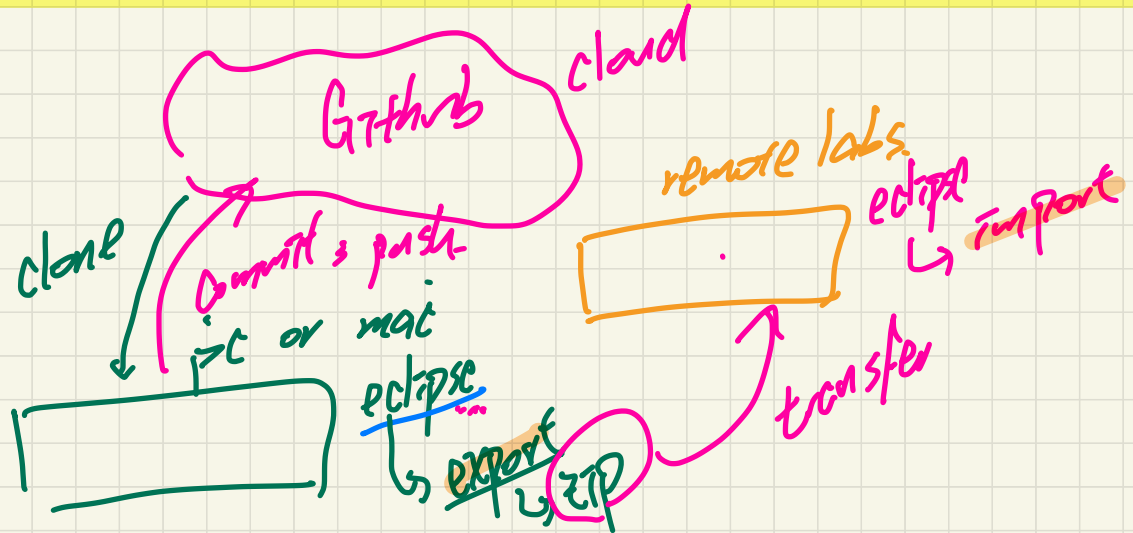 cloud
Github
remote labs.
eclipse
import
clone
commit & push
PC or mac
eclipse
transfer
export
ZIP